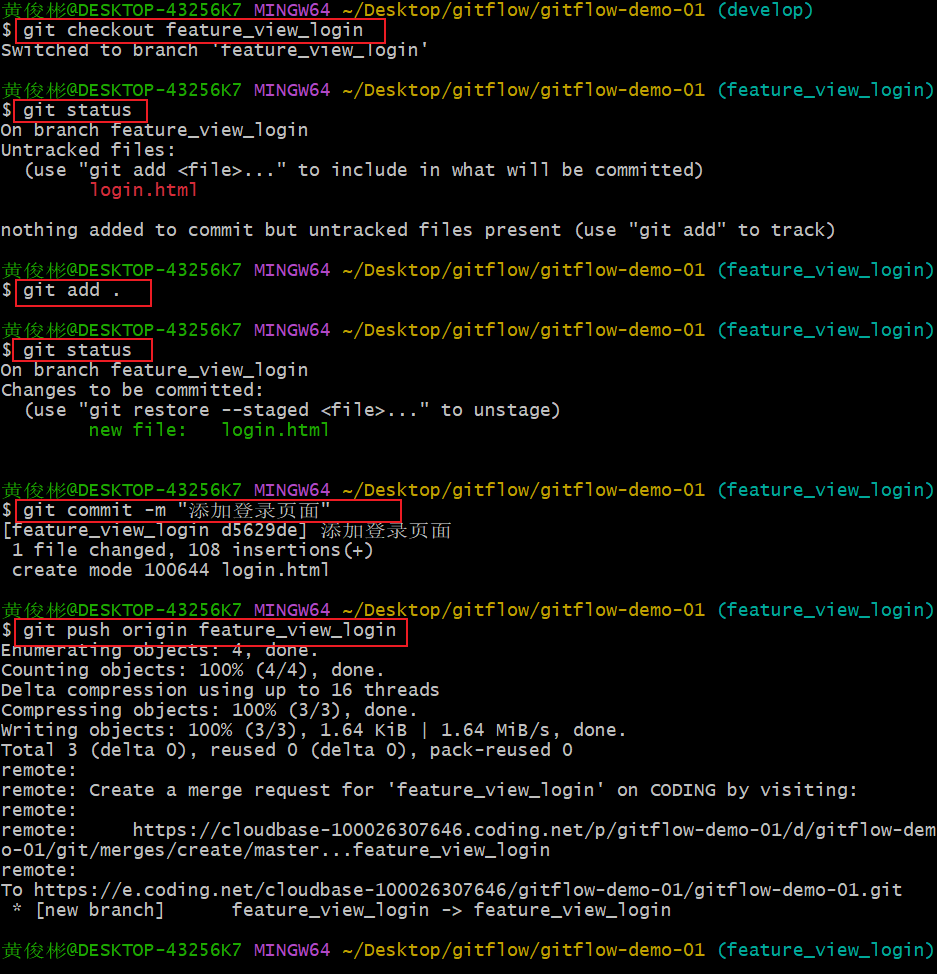 黄俊彬@DESKTOP-43256K7 MINGW64 ~/Desktop/gitflow/gitflow-demo-01 (develop)
$ git checkout feature_view_login
Switched to branch 'feature_view_login'
黄俊彬@DESKTOP-43256K7 MINGW64 ~/Desktop/gitflow/gitflow-demo-01 (feature_view_login)
$ git status
On branch feature_view_login
Untracked files:
(use "git add <file>..." to include in what will be committed)
login.html
nothing added to commit but untracked files present (use "git add" to track)
黄俊彬@DESKTOP-43256K7 MINGW64 ~/Desktop/gitflow/gitflow-demo-01 (feature_view_login)
$ git add .
黄俊彬@DESKTOP-43256K7 MINGW64 ~/Desktop/gitflow/gitflow-demo-01 (feature_view_login)
$ git status
On branch feature_view_login
Changes to be committed:
(use "git restore --staged <file>..." to unstage)
new file:   login.html
黄俊彬@DESKTOP-43256K7 MINGW64 ~/Desktop/gitflow/gitflow-demo-01 (feature_view_login)
$ git commit -m "添加登录页面"
[feature_view_login d5629de] 添加登录页面
1 file changed, 108 insertions(+)
create mode 100644 login.html
黄俊彬@DESKTOP-43256K7 MINGW64 ~/Desktop/gitflow/gitflow-demo-01 (feature_view_login)
$ git push origin feature_view_login
Enumerating objects: 4, done.
Counting objects: 100% (4/4), done.
Delta compression using up to 16 threads
Compressing objects: 100% (3/3), done.
Writing objects: 100% (3/3), 1.64 KiB | 1.64 MiB/s, done.
Total 3 (delta 0), reused 0 (delta 0), pack-reused 0
remote:
remote: Create a merge request for 'feature_view_login' on CODING by visiting:
remote:
remote:     https://cloudbase-100026307646.coding.net/p/gitflow-demo-01/d/gitflow-dem
o-01/git/merges/create/master...feature_view_login
remote:
To https://e.coding.net/cloudbase-100026307646/gitflow-demo-01/gitflow-demo-01.git
* [new branch]      feature_view_login -> feature_view_login
黄俊彬@DESKTOP-43256K7 MINGW64 ~/Desktop/gitflow/gitflow-demo-01 (feature_view_login)